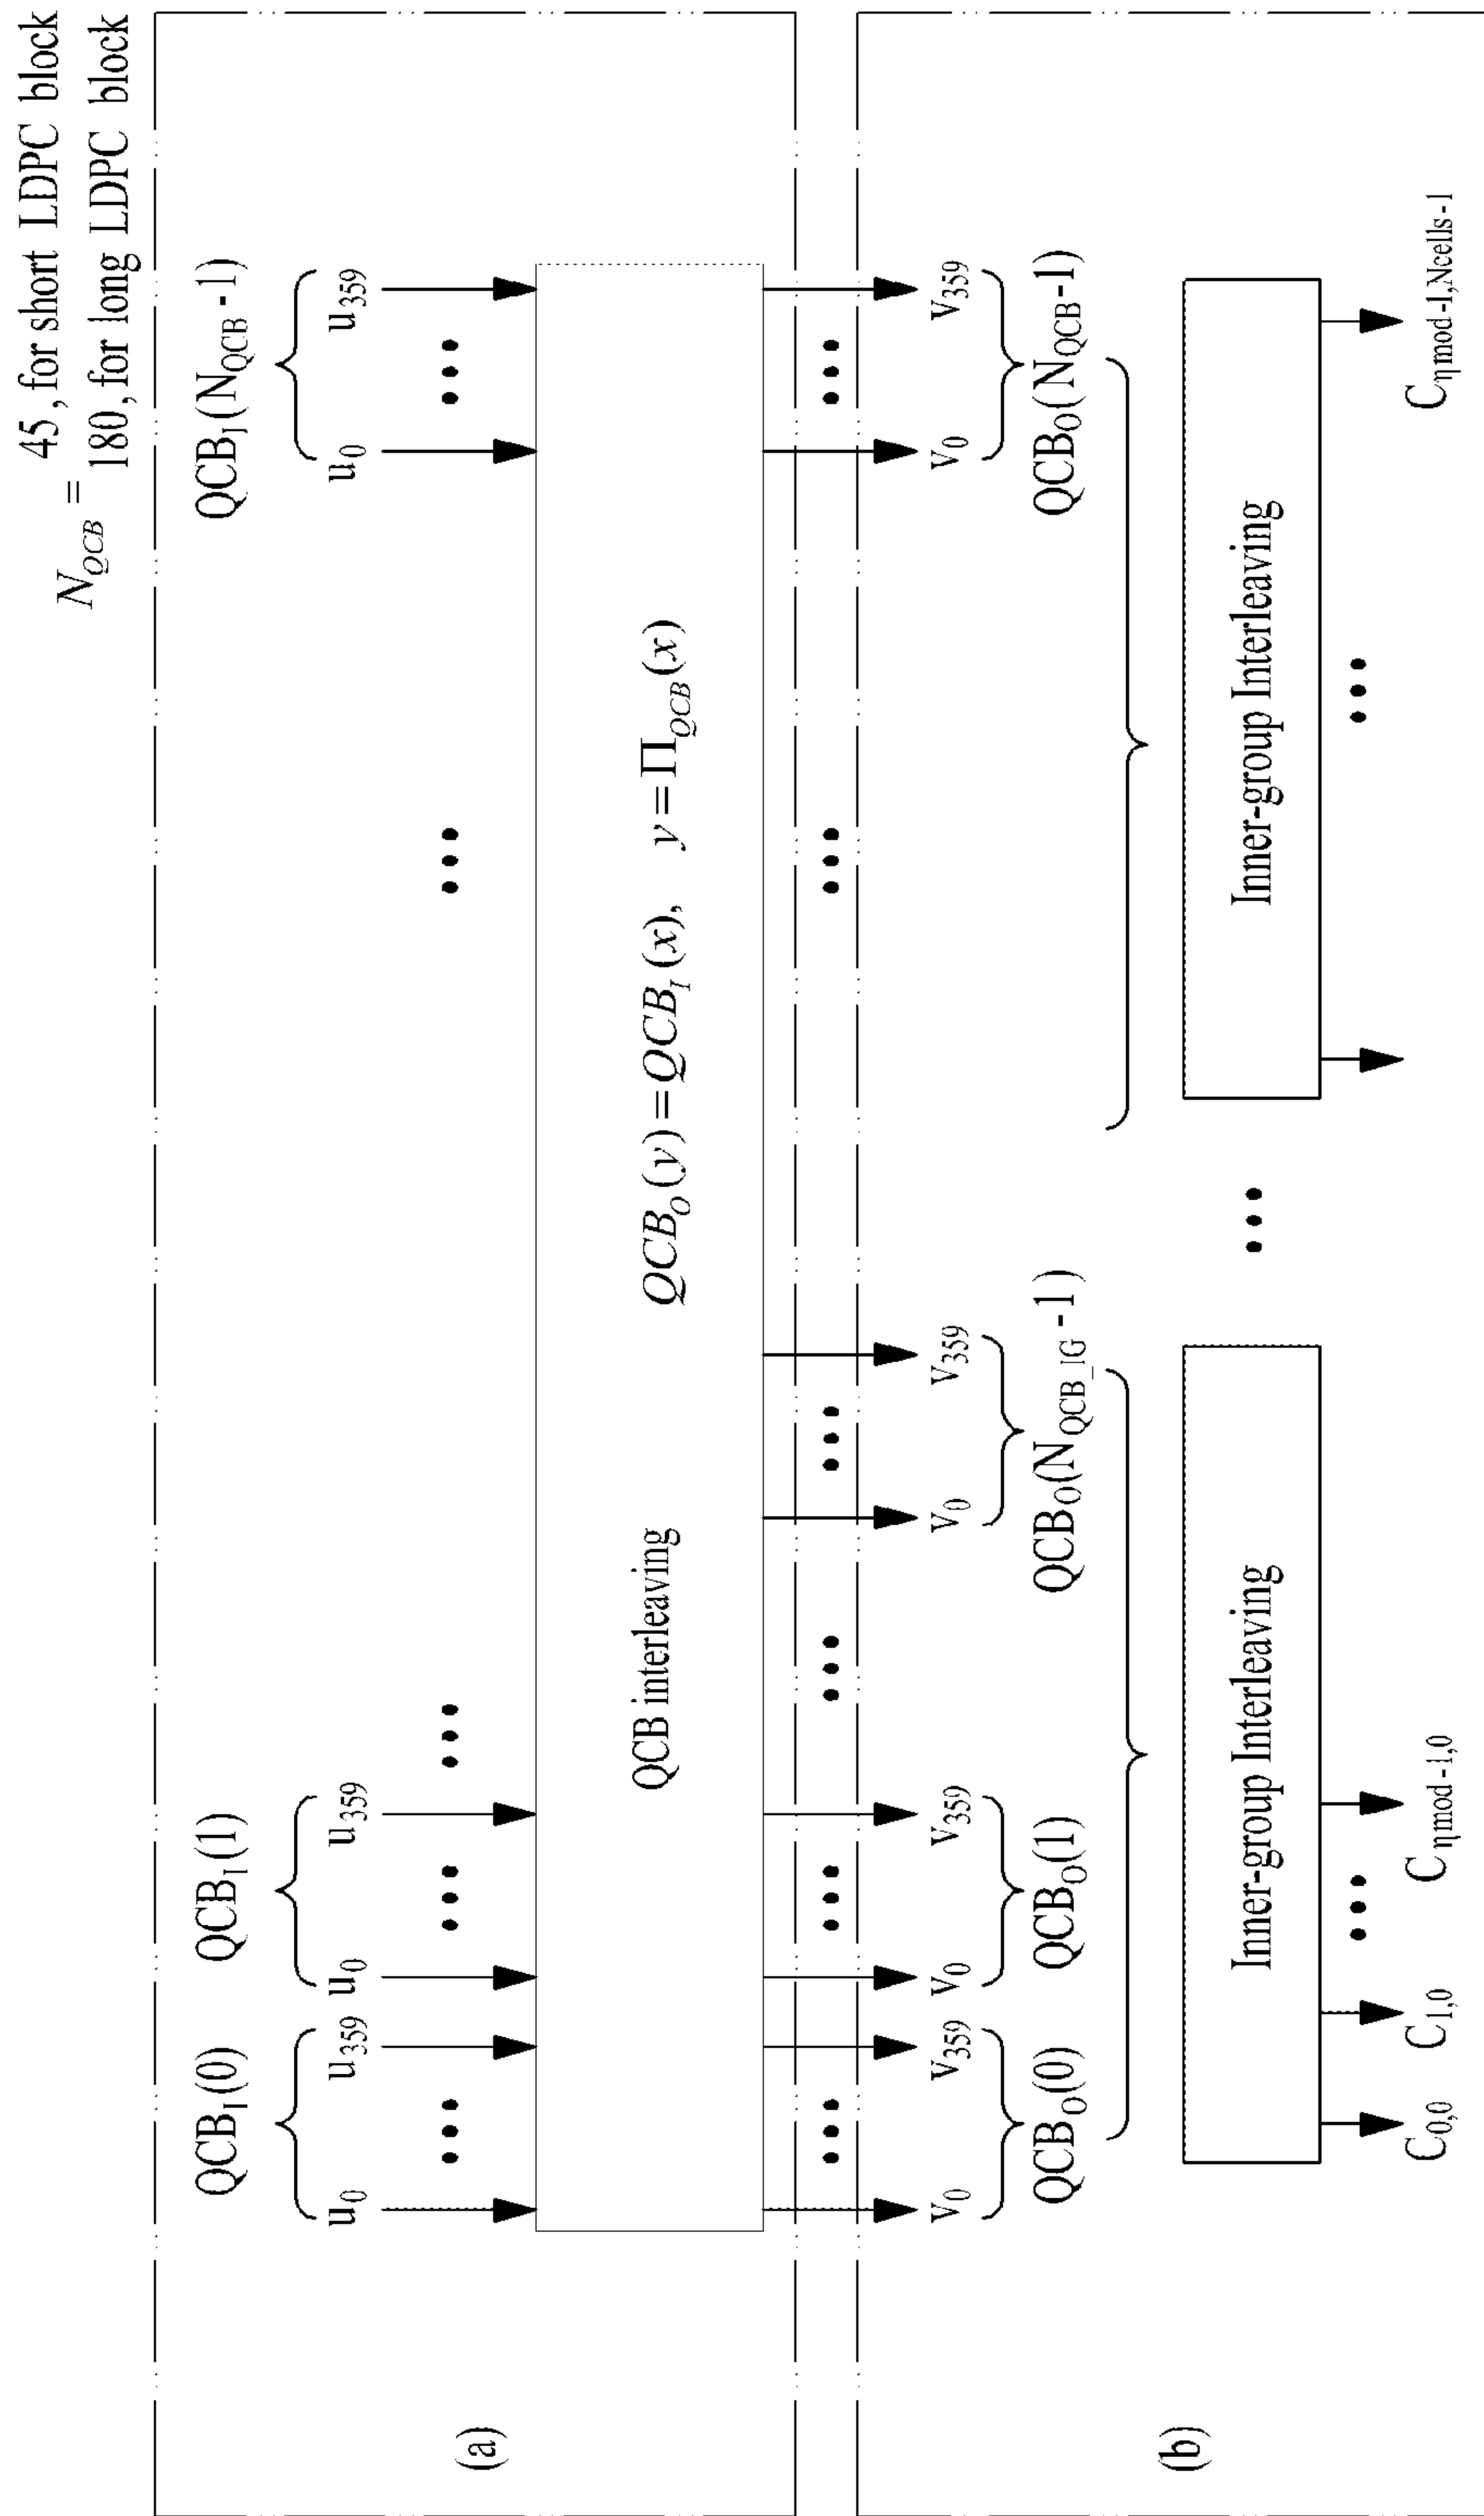 45, for short LDPC block
N_QCB =
180, for long LDPC block
QCB_I(0) QCB_I(1) QCB_I(N_QCB -1)
u_0 ••• u_359 u_0 ••• u_359 ••• ••• u_0 ••• u_359
(a)
QCB interleaving QCB_O(y)=QCB_I(x), y=Π_QCB(x)
••• ••• ••• ••• ••• •••
v_0 v_359 v_0 v_359 v_0 v_359 v_0 v_359
QCB_O(0) QCB_O(1) QCB_O(N_QCB_IG -1) QCB_O(N_QCB-1)
(b)
Inner-group Interleaving ••• Inner-group Interleaving
••• •••
C_0,0 C_1,0 C_ηmod-1,0 C_ηmod-1,Ncells-1